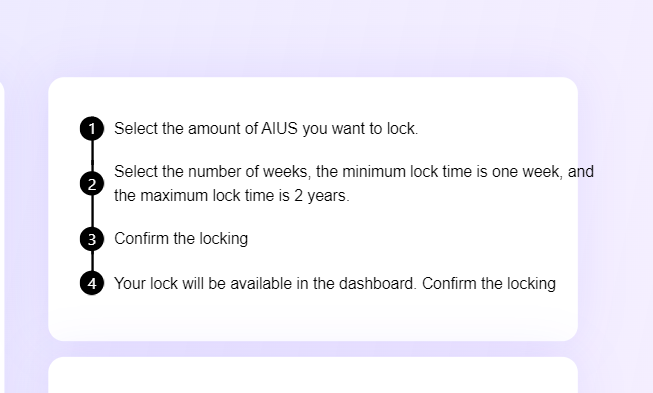 1 Select the amount of AIUS you want to lock.
2 Select the number of weeks, the minimum lock time is one week, and
the maximum lock time is 2 years.
3 Confirm the locking
4 Your lock will be available in the dashboard. Confirm the locking